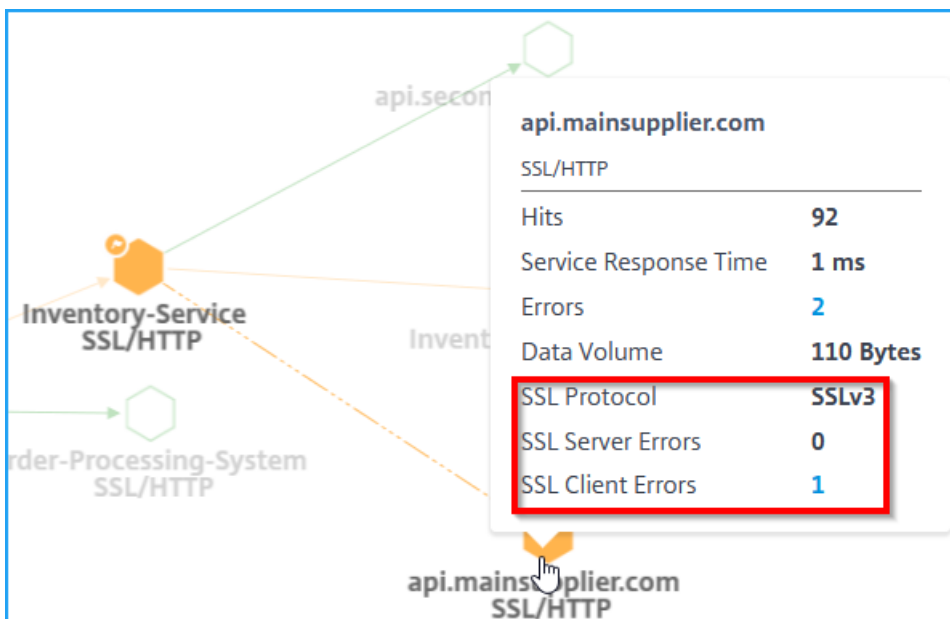 api.secon
api.mainsupplier.com
SSL/HTTP
Hits 92
Service Response Time 1 ms
Errors 2
Data Volume 110 Bytes
SSL Protocol SSLv3
SSL Server Errors 0
SSL Client Errors 1
Inventory-Service
SSL/HTTP
Invent
rder-Processing-System
SSL/HTTP
api.mainsupplier.com
SSL/HTTP